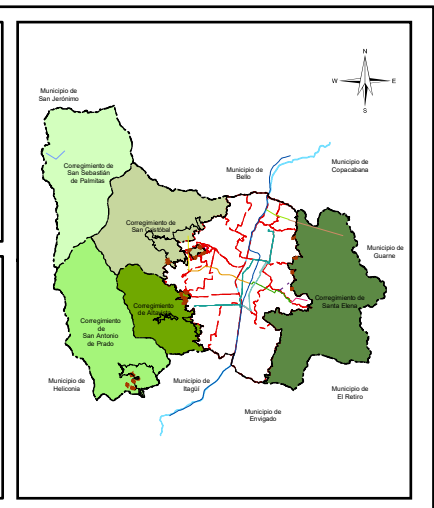 N
W
E
S
Municipio de
San Jerónimo
Municipio de
Copacabana
Municipio de
Bello
Corregimiento de
San Sebastián
de Palmitas
Corregimiento de
San Cristóbal
Municipio de
Guarne
Corregimiento de
Santa Elena
Corregimiento
de Altavista
Corregimiento
de
San Antonio
de Prado
Municipio de
Heliconia
Municipio de
Itagüí
Municipio de
El Retiro
Municipio de
Envigado